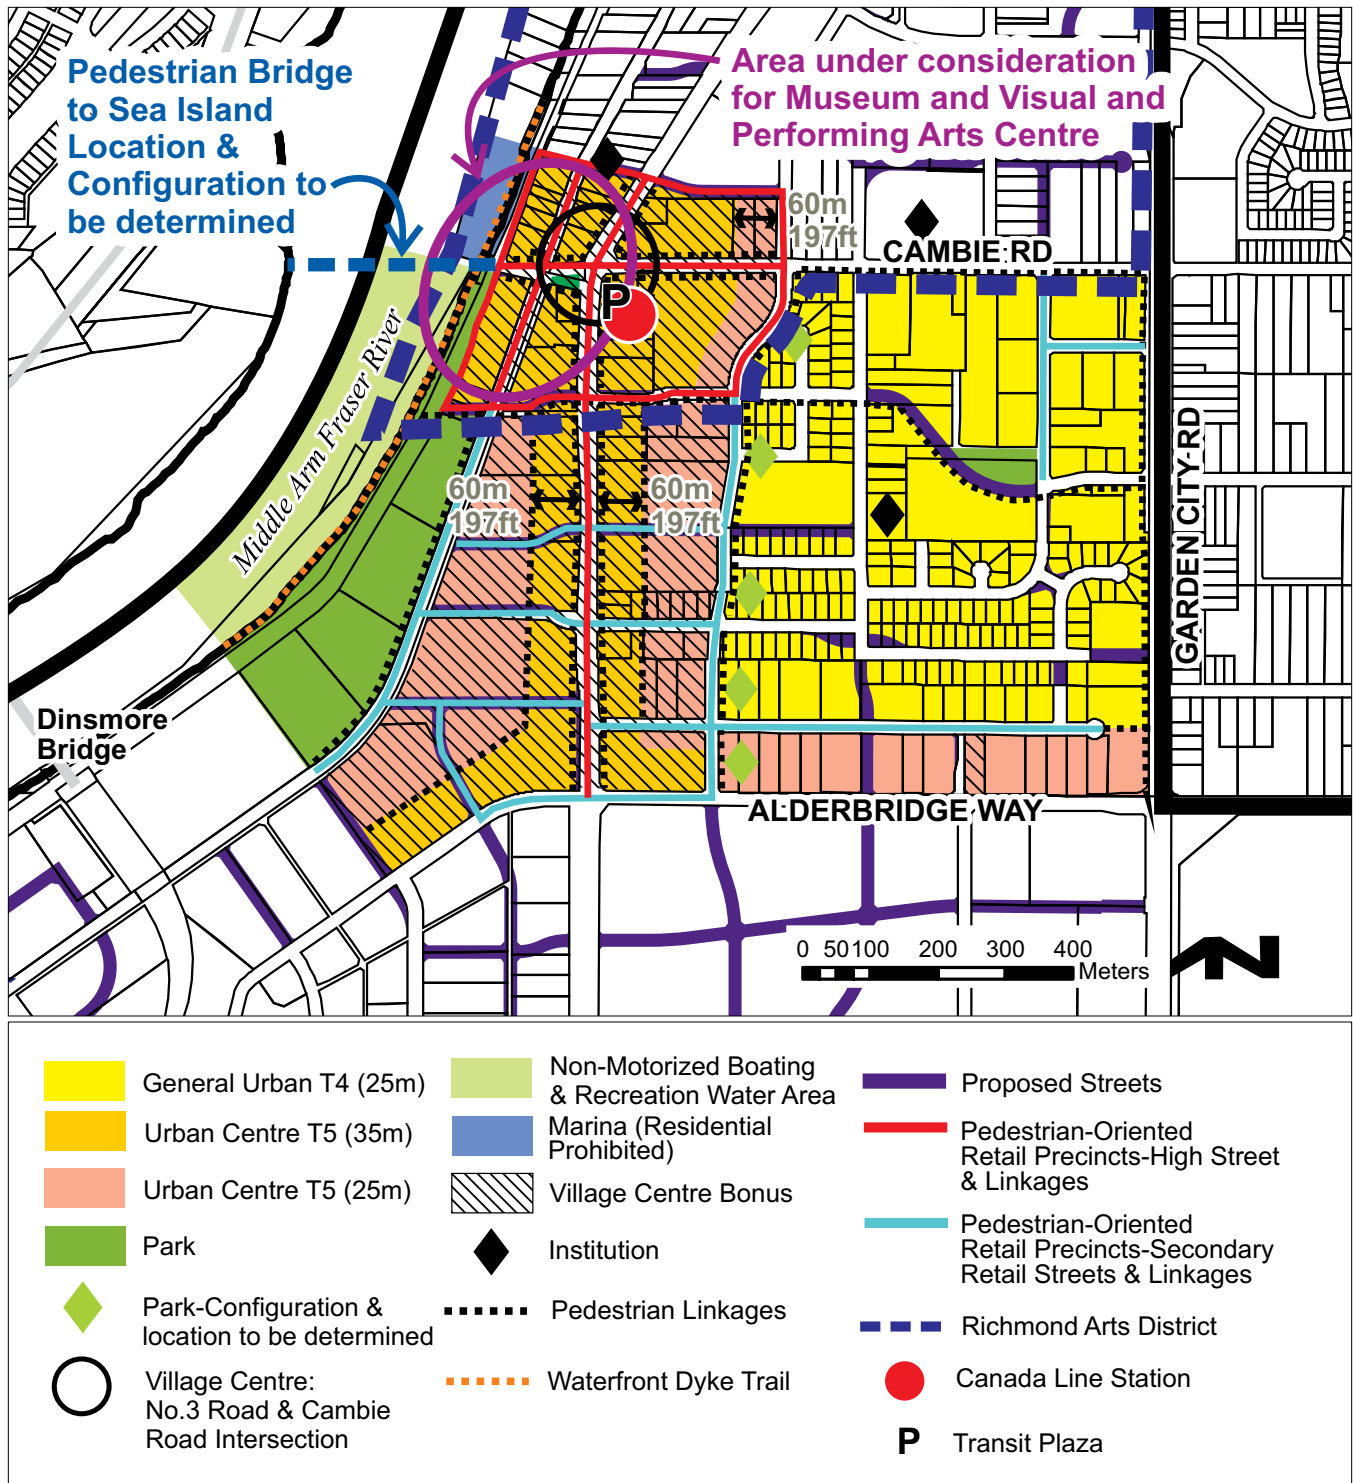 Pedestrian Bridge
to Sea Island
Location &
Configuration to
be determined
Area under consideration
for Museum and Visual and
Performing Arts Centre
60m
197ft
CAMBIE RD
P
Middle Arm Fraser River
60m
197ft
60m
197ft
GARDEN CITY RD
Dinsmore
Bridge
ALDERBRIDGE WAY
0 50 100 200 300 400
Meters
N
General Urban T4 (25m)
Urban Centre T5 (35m)
Urban Centre T5 (25m)
Park
Park-Configuration &
location to be determined
Village Centre:
No.3 Road & Cambie
Road Intersection
Non-Motorized Boating
& Recreation Water Area
Marina (Residential
Prohibited)
Village Centre Bonus
Institution
Pedestrian Linkages
Waterfront Dyke Trail
Proposed Streets
Pedestrian-Oriented
Retail Precincts-High Street
& Linkages
Pedestrian-Oriented
Retail Precincts-Secondary
Retail Streets & Linkages
Richmond Arts District
Canada Line Station
P Transit Plaza